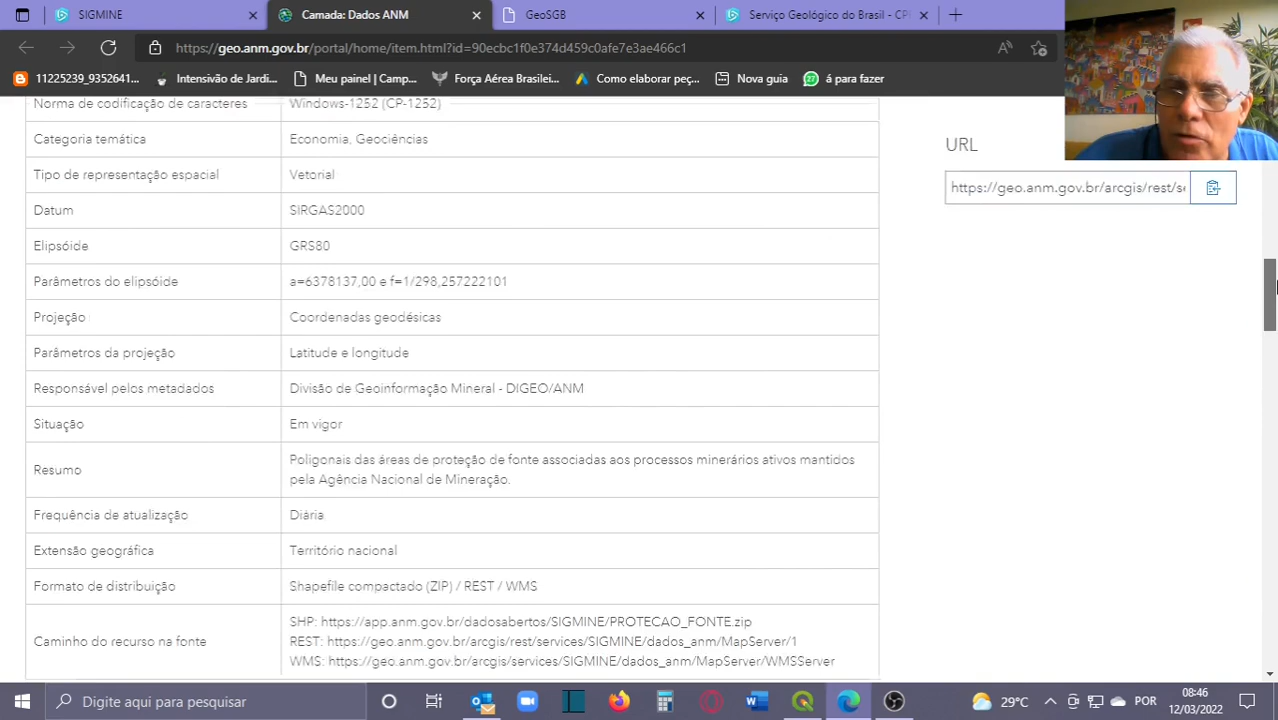 SIGMINE
Camada: Dados ANM
GeoSGB
Serviço Geológico do Brasil - CPI
https://geo.anm.gov.br/portal/home/item.html?id=90ecbc1f0e374d459c0afe7e3ae466c1
11225239_9352641...
Intensivão de Jardi...
Meu painel | Camp...
Força Aérea Brasilei...
Como elaborar peç...
Nova guia
27
á para fazer
Norma de codificação de caracteres
Windows-1252 (CP-1252)
Categoria temática
Economia, Geociências
Tipo de representação espacial
Vetorial
Datum
SIRGAS2000
Elipsóide
GRS80
Parâmetros do elipsóide
a=6378137,00 e f=1/298,257222101
Projeção
Coordenadas geodésicas
Parâmetros da projeção
Latitude e longitude
Responsável pelos metadados
Divisão de Geoinformação Mineral - DIGEO/ANM
Situação
Em vigor
Resumo
Poligonais das áreas de proteção de fonte associadas aos processos minerários ativos mantidos
pela Agência Nacional de Mineração.
Frequência de atualização
Diária
Extensão geográfica
Território nacional
Formato de distribuição
Shapefile compactado (ZIP) / REST / WMS
Caminho do recurso na fonte
SHP: https://app.anm.gov.br/dadosabertos/SIGMINE/PROTECAO_FONTE.zip
REST: https://geo.anm.gov.br/arcgis/rest/services/SIGMINE/dados_anm/MapServer/1
WMS: https://geo.anm.gov.br/arcgis/services/SIGMINE/dados_anm/MapServer/WMSServer
URL
https://geo.anm.gov.br/arcgis/rest/se
Digite aqui para pesquisar
29°C
POR
08:46
12/03/2022